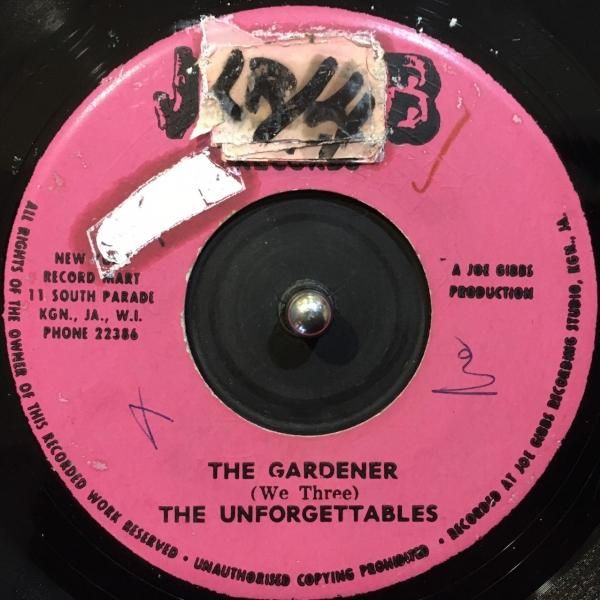 NEW
RECORD MART
11 SOUTH PARADE
KGN., JA., W.I.
PHONE 22386
A JOE GIBBS
PRODUCTION
THE GARDENER
(We Three)
THE UNFORGETTABLES
ALL RIGHTS OF THE OWNER OF THIS RECORDED WORK RESERVED · UNAUTHORISED COPYING PROHIBITED · RECORDED AT JOE GIBBS RECORDING STUDIO, KGN., JA.